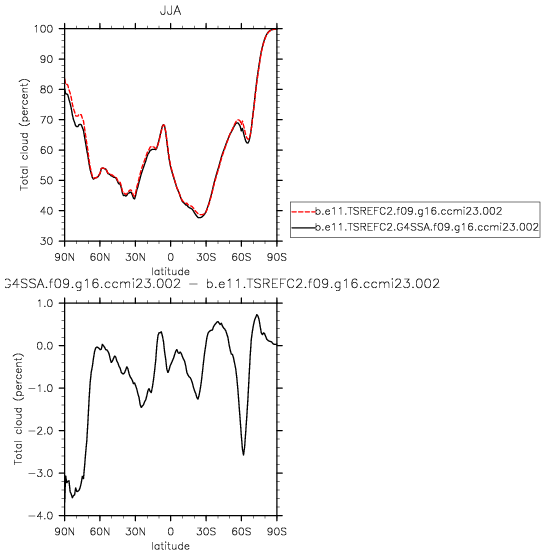 JJA
100
90
80
70
60
50
40
30
Total cloud (percent)
90N 60N 30N 0 30S 60S 90S
latitude
b.e11.TSREFC2.f09.g16.ccmi23.002
b.e11.TSREFC2.G4SSA.f09.g16.ccmi23.002
G4SSA.f09.g16.ccmi23.002 − b.e11.TSREFC2.f09.g16.ccmi23.002
1.0
0.0
−1.0
−2.0
−3.0
−4.0
Total cloud (percent)
90N 60N 30N 0 30S 60S 90S
latitude